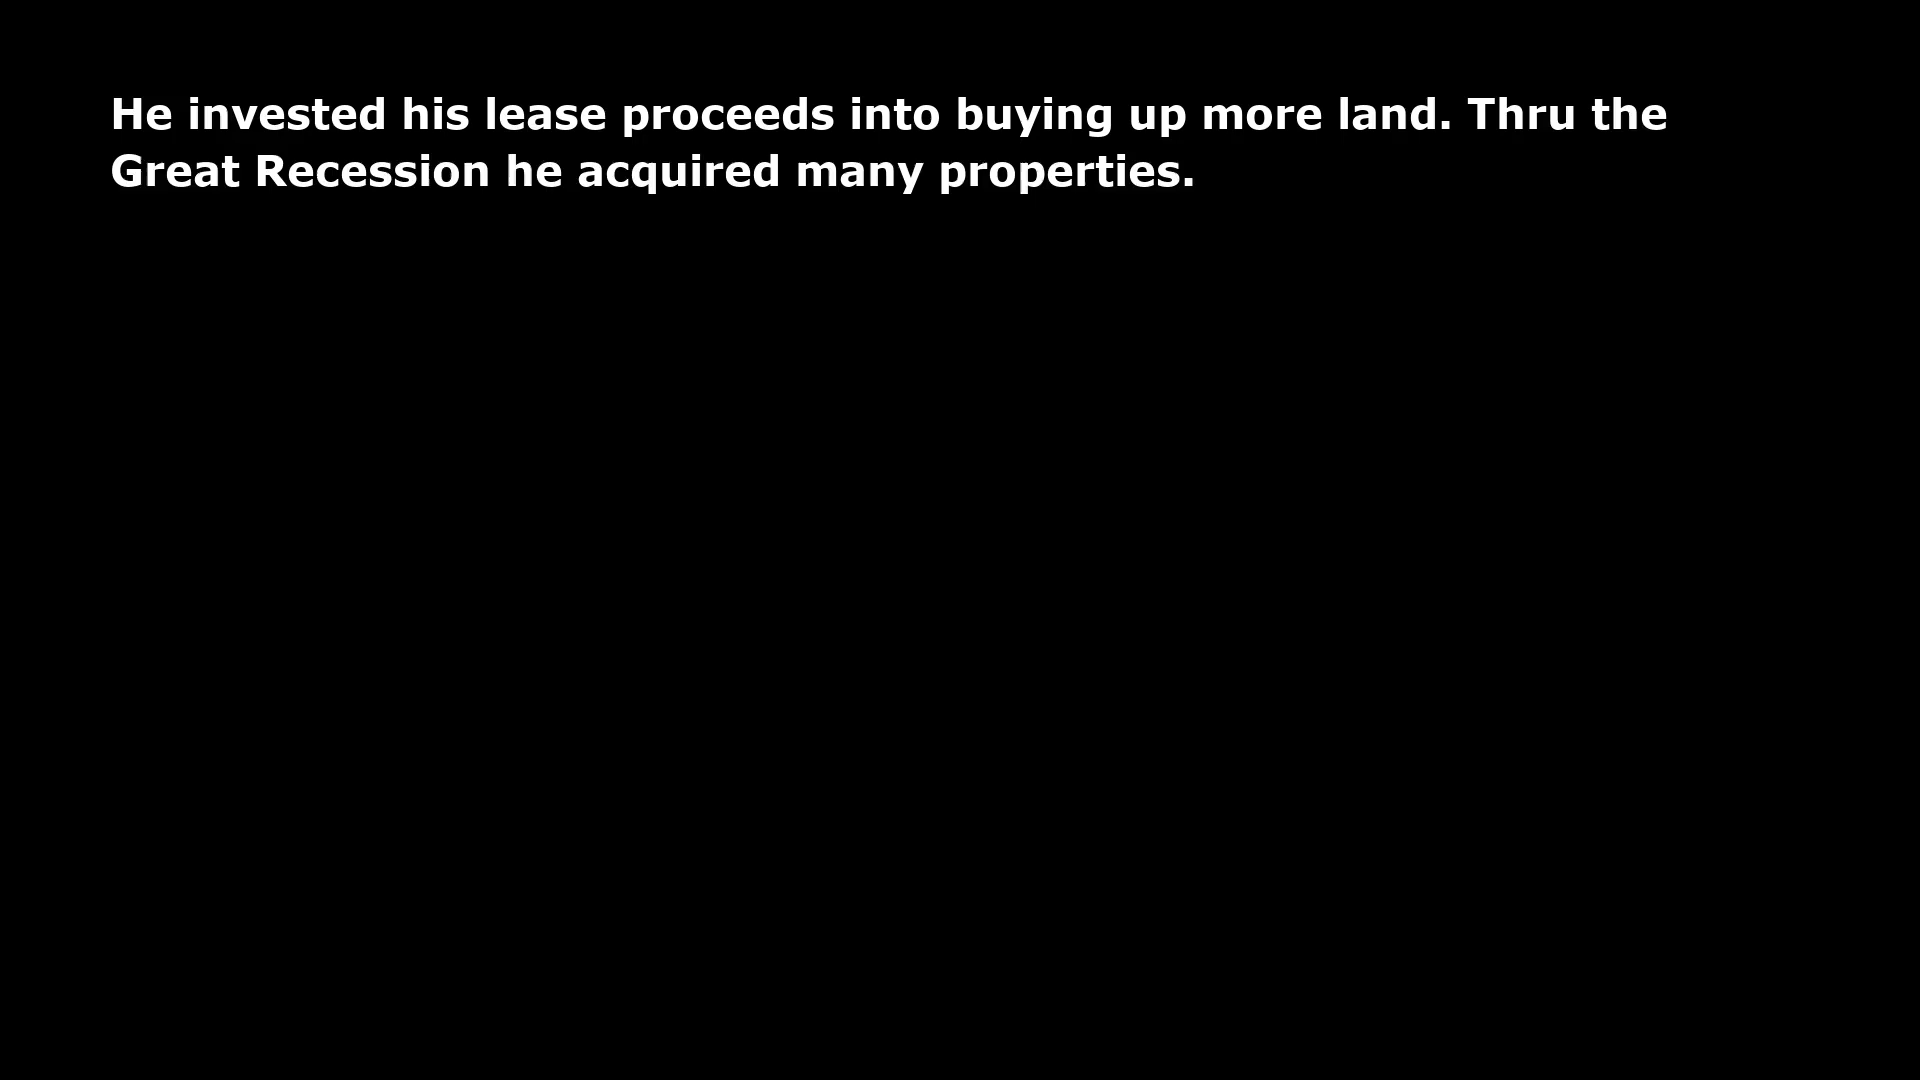 He invested his lease proceeds into buying up more land. Thru the
Great Recession he acquired many properties.